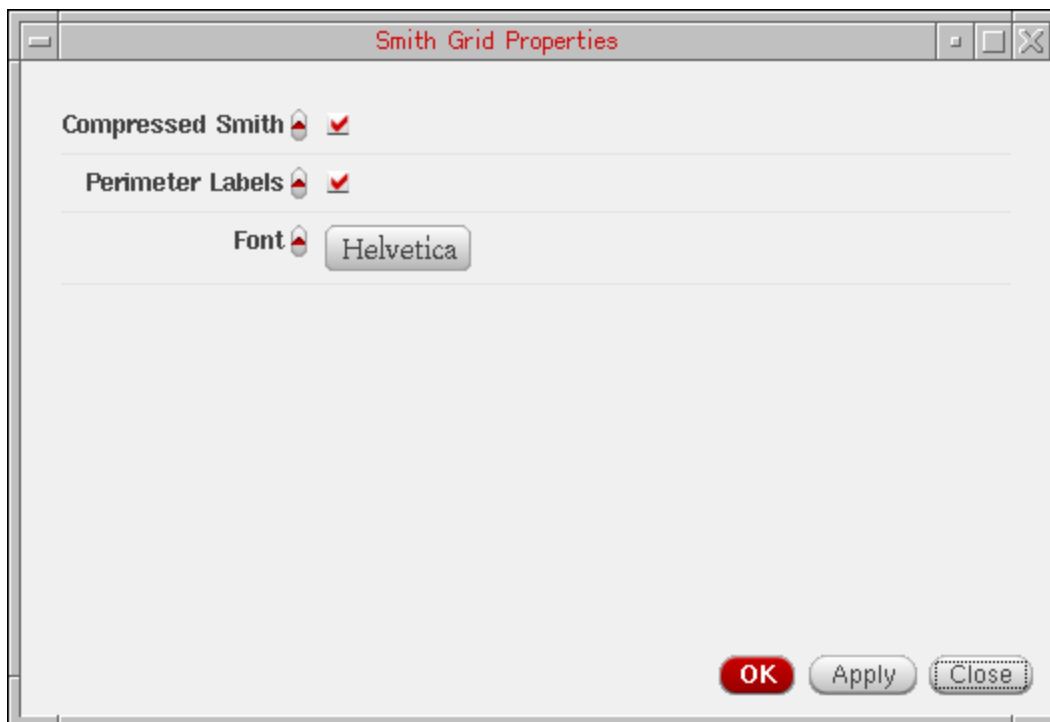 Smith Grid Properties
Compressed Smith
Perimeter Labels
Font Helvetica
OK Apply Close